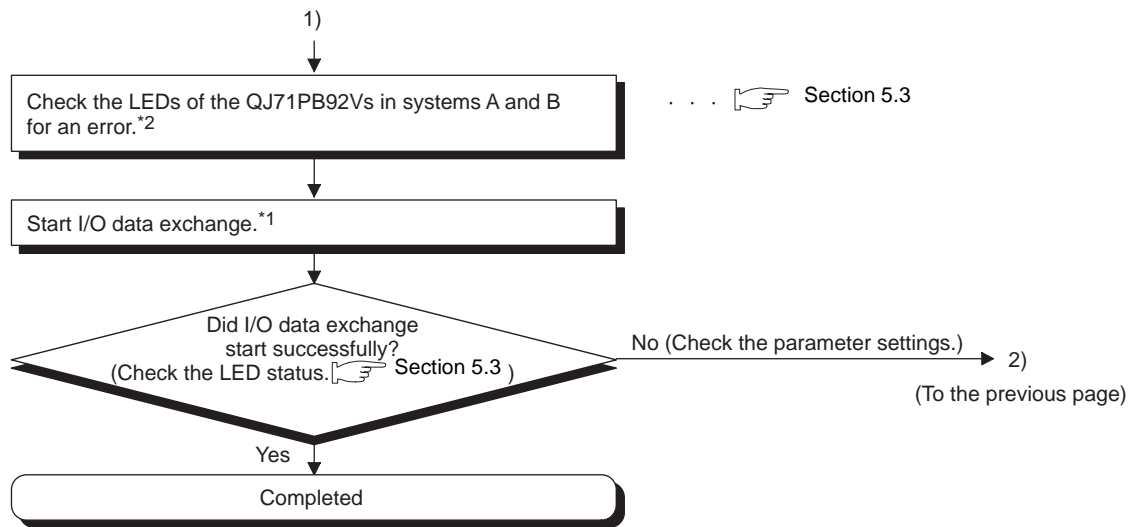 1)
Check the LEDs of the QJ71PB92Vs in systems A and B
for an error.*2
. . . Section 5.3
Start I/O data exchange.*1
Did I/O data exchange
start successfully?
(Check the LED status. Section 5.3 )
No (Check the parameter settings.)
2)
(To the previous page)
Yes
Completed